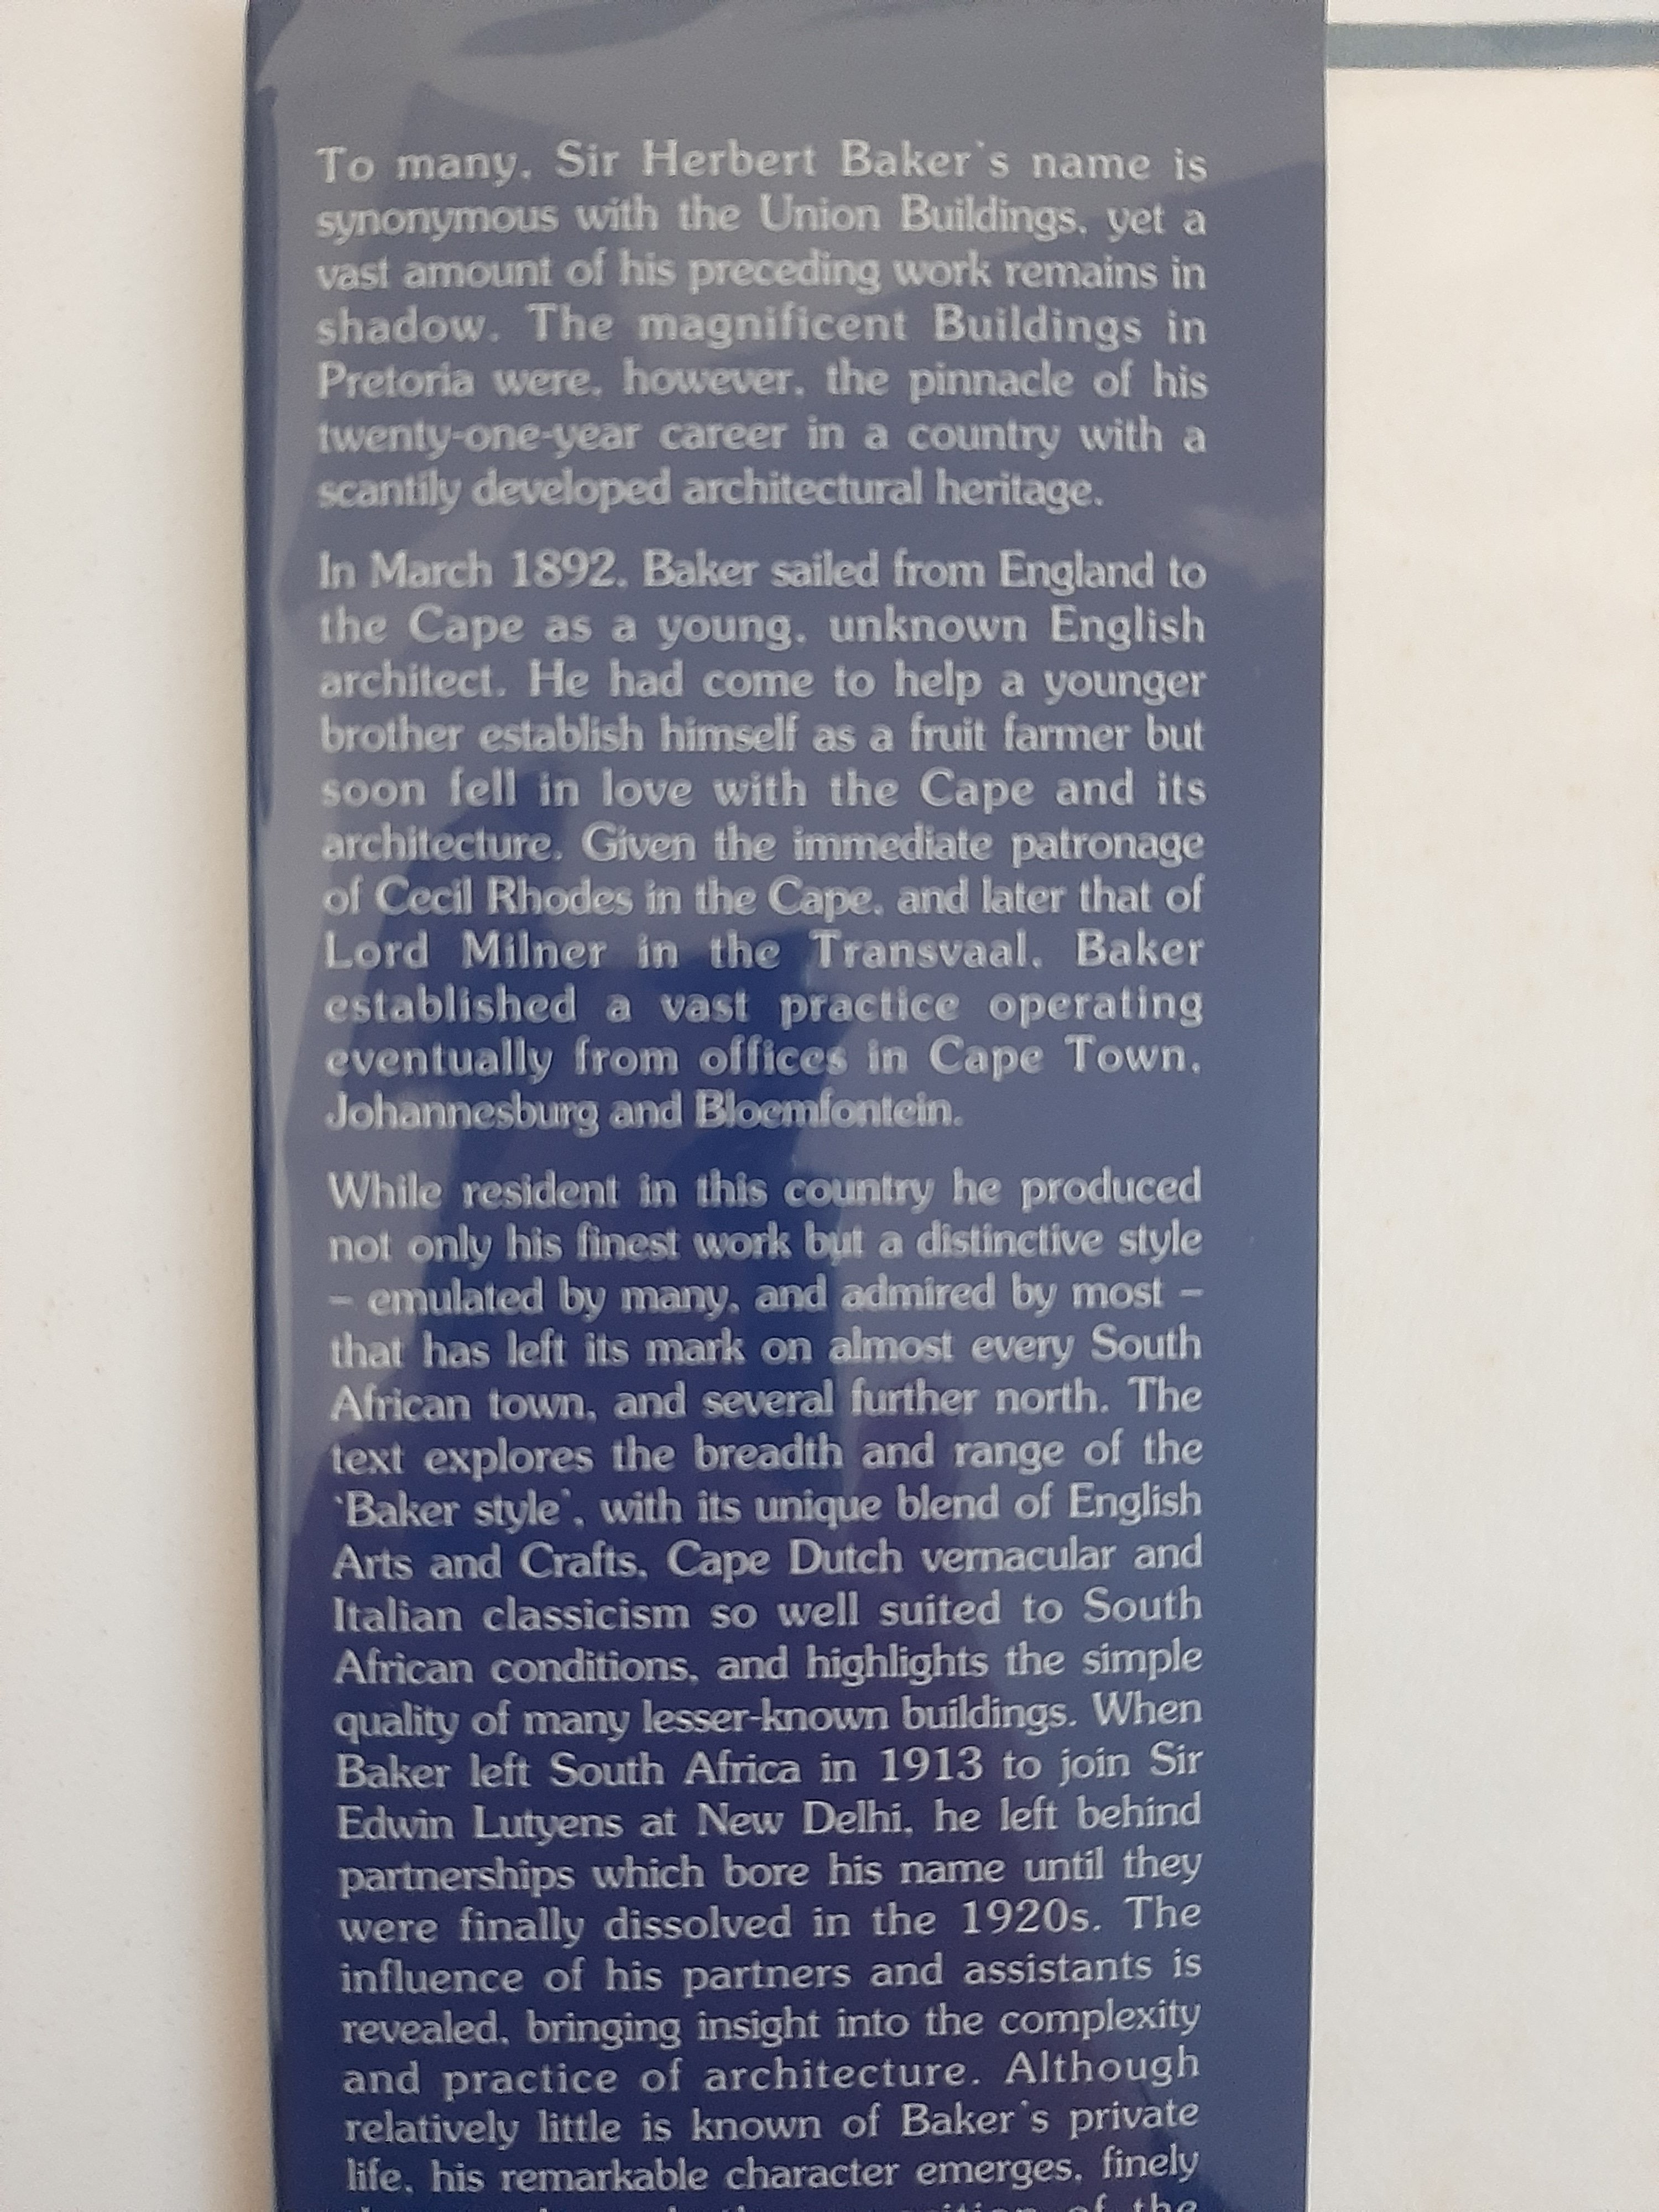 To many, Sir Herbert Baker's name is
synonymous with the Union Buildings, yet a
vast amount of his preceding work remains in
shadow. The magnificent Buildings in
Pretoria were, however, the pinnacle of his
twenty-one-year career in a country with a
scantily developed architectural heritage.
In March 1892, Baker sailed from England to
the Cape as a young, unknown English
architect. He had come to help a younger
brother establish himself as a fruit farmer but
soon fell in love with the Cape and its
architecture. Given the immediate patronage
of Cecil Rhodes in the Cape, and later that of
Lord Milner in the Transvaal, Baker
established a vast practice operating
eventually from offices in Cape Town,
Johannesburg and Bloemfontein.
While resident in this country he produced
not only his finest work but a distinctive style
– emulated by many, and admired by most –
that has left its mark on almost every South
African town, and several further north. The
text explores the breadth and range of the
'Baker style', with its unique blend of English
Arts and Crafts, Cape Dutch vernacular and
Italian classicism so well suited to South
African conditions, and highlights the simple
quality of many lesser-known buildings. When
Baker left South Africa in 1913 to join Sir
Edwin Lutyens at New Delhi, he left behind
partnerships which bore his name until they
were finally dissolved in the 1920s. The
influence of his partners and assistants is
revealed, bringing insight into the complexity
and practice of architecture. Although
relatively little is known of Baker's private
life, his remarkable character emerges, finely
of the